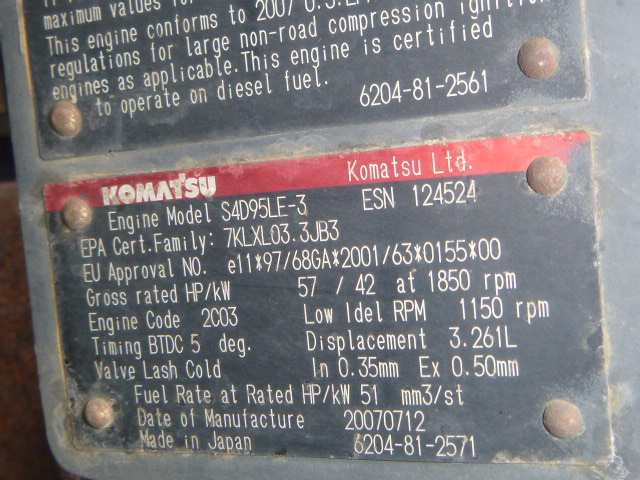 maximum values for
This engine conforms to 2007 U.S.
regulations for large non-road compression ignition
engines as applicable. This engine is certified
to operate on diesel fuel.
6204-81-2561
KOMATSU Komatsu Ltd.
Engine Model S4D95LE-3 ESN 124524
EPA Cert.Family: 7KLXL03.3JB3
EU Approval NO. e11*97/68GA*2001/63*0155*00
Gross rated HP/kW 57 / 42 at 1850 rpm
Engine Code 2C03 Low Idel RPM 1150 rpm
Timing BTDC 5 deg. Displacement 3.261L
Valve Lash Cold In 0.35mm Ex 0.50mm
Fuel Rate at Rated HP/kW 51 mm3/st
Date of Manufacture 20070712
Made in Japan 6204-81-2571